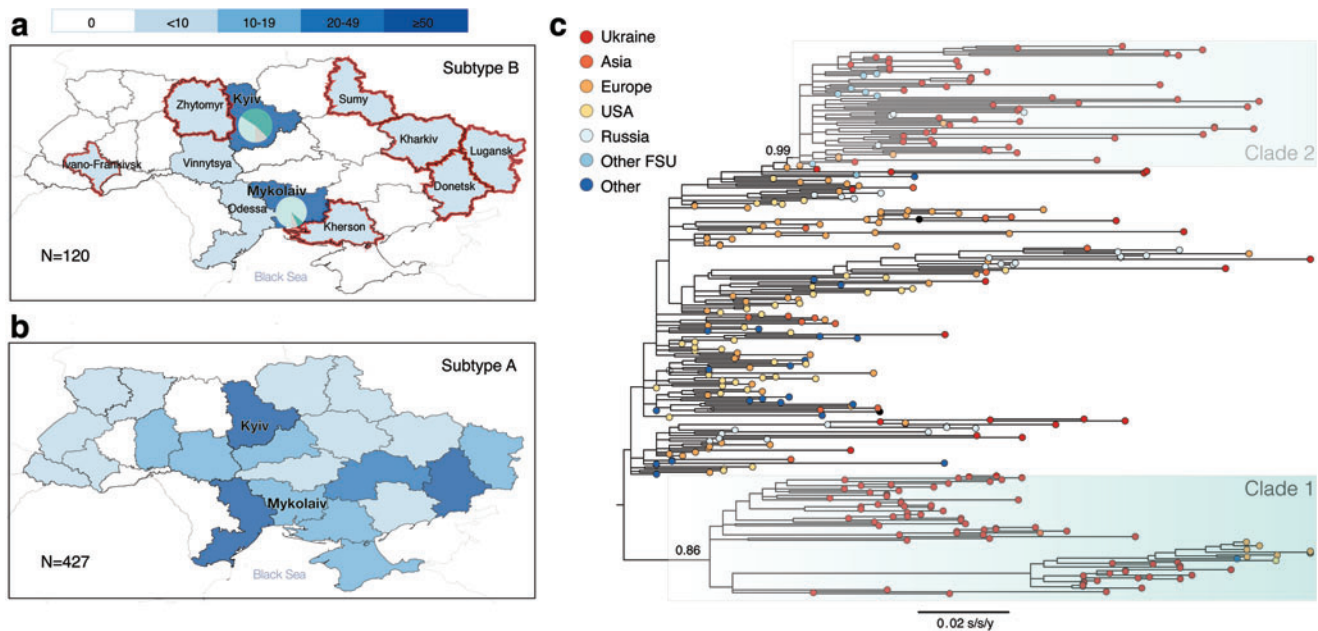 a
0 <10 10-19 20-49 ≥50
Subtype B
Zhytomyr
Kyiv
Sumy
Kharkiv
Lugansk
Ivano-Frankivsk
Vinnytsya
Donetsk
Mykolaiv
Odessa
Kherson
N=120
Black Sea
b
Subtype A
Kyiv
Mykolaiv
N=427
Black Sea
c
Ukraine
Asia
Europe
USA
Russia
Other FSU
Other
0.99
Clade 2
Clade 1
0.86
0.02 s/s/y